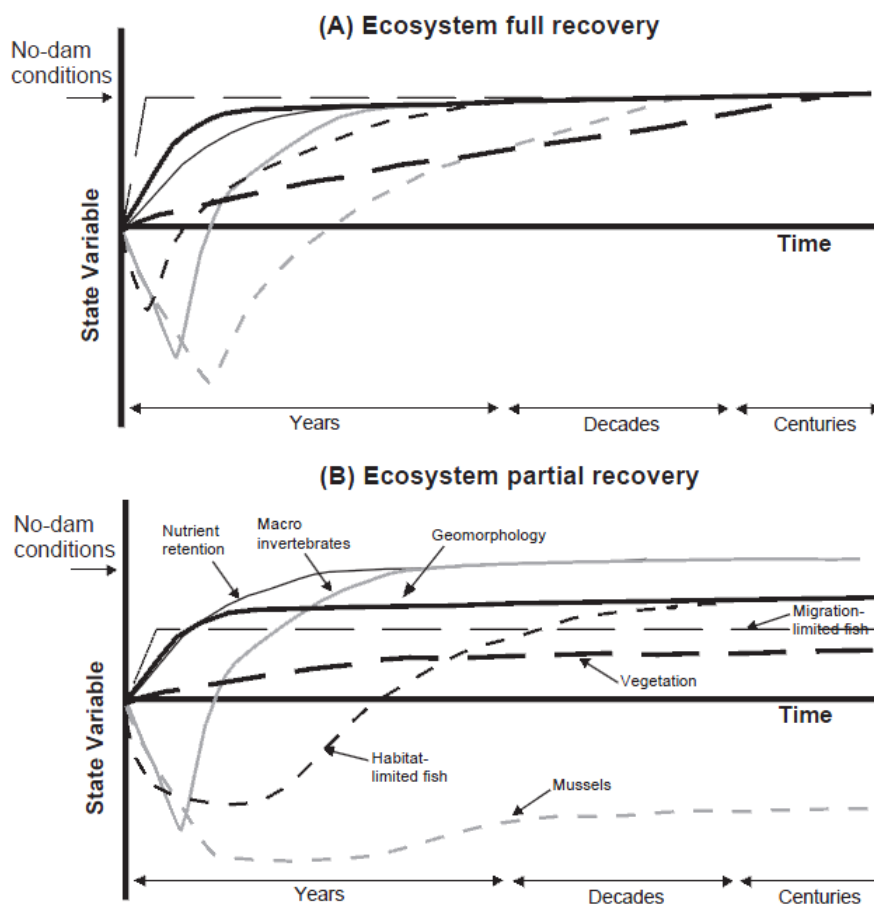 (A) Ecosystem full recovery
No-dam
conditions
State Variable
Time
Years
Decades
Centuries
(B) Ecosystem partial recovery
No-dam
conditions
Nutrient
retention
Macro
invertebrates
Geomorphology
Migration-
limited fish
Vegetation
State Variable
Time
Habitat-
limited fish
Mussels
Years
Decades
Centuries